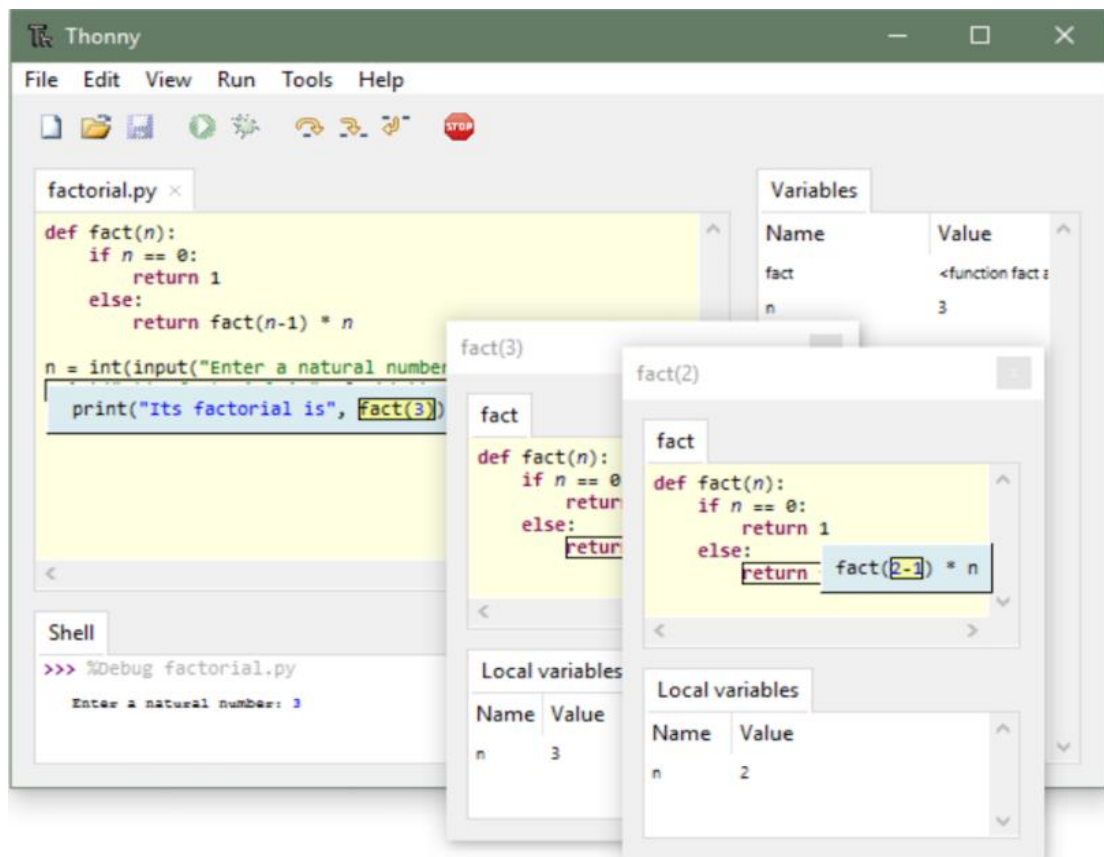 Thonny
File Edit View Run Tools Help
STOP
factorial.py ×
def fact(n):
    if n == 0:
        return 1
    else:
        return fact(n-1) * n
n = int(input("Enter a natural number
print("Its factorial is", fact(3))
Shell
>>> %Debug factorial.py
Enter a natural number: 3
Variables
Name Value
fact <function fact a
n 3
fact(3)
fact
def fact(n):
    if n == 0
        retur
    else:
        retur
Local variables
Name Value
n 3
fact(2)
fact
def fact(n):
    if n == 0:
        return 1
    else:
        return fact(2-1) * n
Local variables
Name Value
n 2